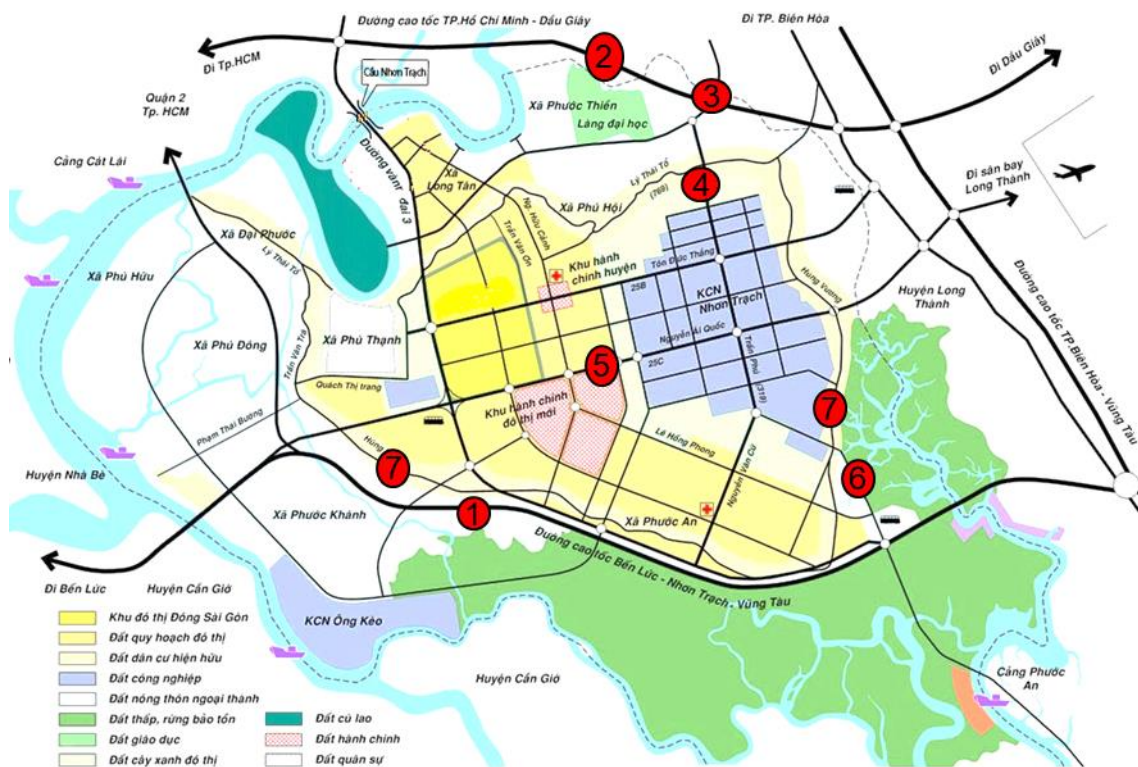 Đường cao tốc TP.Hồ Chí Minh - Dầu Giây
Đi TP. Biên Hòa
Đi Tp.HCM
2
Đi Dầu Giây
Cầu Nhơn Trạch
3
Quận 2
Tp. HCM
Xã Phước Thiền
Làng đại học
Cảng Cát Lái
Đường vành đai 3
Xã
Long Tân
Lý Thái Tổ
(769)
4
Đi sân bay
Long Thành
Xã Phú Hội
Ng. Hữu Cảnh
Trần Văn Ơn
Xã Đại Phước
Lý Thái Tổ
Xã Phú Hữu
Khu hành
chính huyện
Tôn Đức Thắng
25B
KCN
Nhơn Trạch
Hùng Vương
Huyện Long
Thành
Đường cao tốc TP.Biên Hòa - Vũng Tàu
Xã Phú Đông
Trần Văn Trà
Xã Phú Thạnh
Nguyễn Ái Quốc
25C
Trần Phú
(319)
5
Quách Thị trang
Khu hành chính
đô thị mới
7
Phạm Thái Bường
Hùng
7
Lê Hồng Phong
Nguyễn Văn Cừ
6
Huyện Nhà Bè
Xã Phước Khánh
1
Xã Phước An
Đường cao tốc Bến Lức - Nhơn Trạch - Vũng Tàu
Đi Bến Lức
Huyện Cần Giờ
KCN Ông Kèo
Huyện Cần Giờ
Cảng Phước
An
Khu đô thị Đông Sài Gòn
Đất quy hoạch đô thị
Đất dân cư hiện hữu
Đất công nghiệp
Đất nông thôn ngoại thành
Đất thấp, rừng bảo tồn
Đất giáo dục
Đất cây xanh đô thị
Đất cù lao
Đất hành chính
Đất quân sự